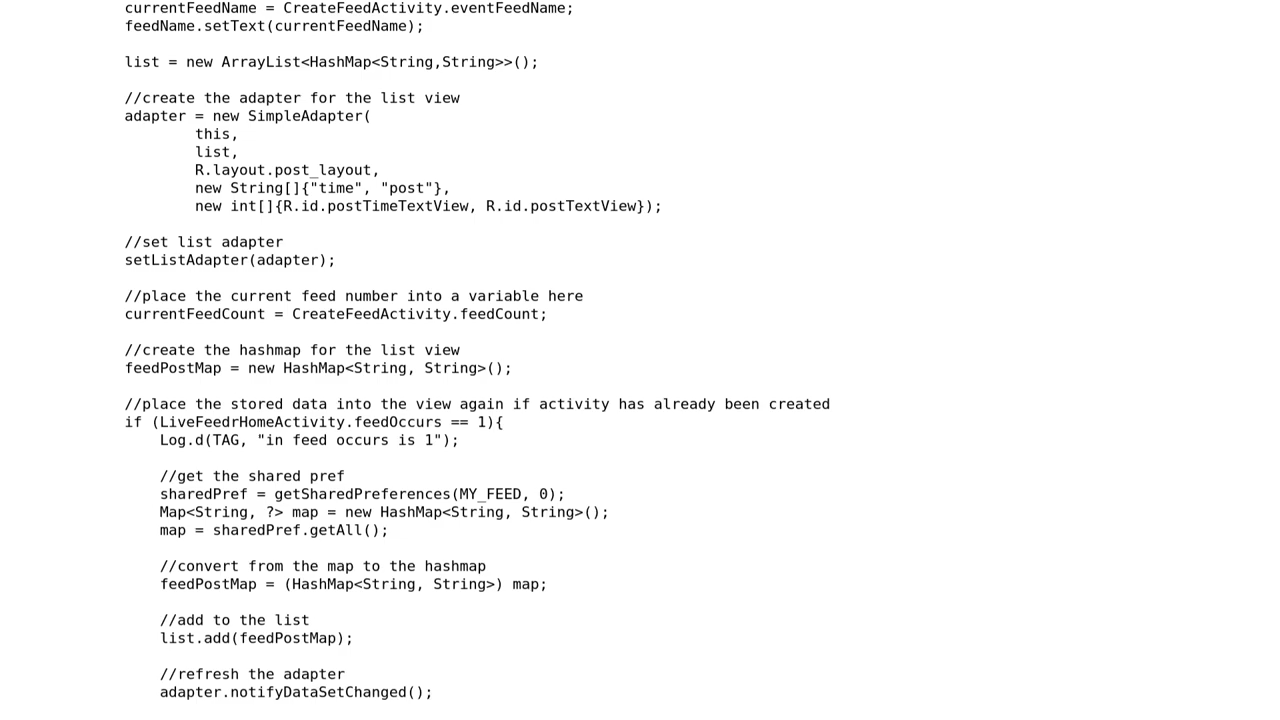 currentFeedName = CreateFeedActivity.eventFeedName;
feedName.setText(currentFeedName);
list = new ArrayList<HashMap<String,String>>();
//create the adapter for the list view
adapter = new SimpleAdapter(
this,
list,
R.layout.post_layout,
new String[]{"time", "post"},
new int[]{R.id.postTimeTextView, R.id.postTextView});
//set list adapter
setListAdapter(adapter);
//place the current feed number into a variable here
currentFeedCount = CreateFeedActivity.feedCount;
//create the hashmap for the list view
feedPostMap = new HashMap<String, String>();
//place the stored data into the view again if activity has already been created
if (LiveFeedrHomeActivity.feedOccurs == 1){
Log.d(TAG, "in feed occurs is 1");
//get the shared pref
sharedPref = getSharedPreferences(MY_FEED, 0);
Map<String, ?> map = new HashMap<String, String>();
map = sharedPref.getAll();
//convert from the map to the hashmap
feedPostMap = (HashMap<String, String>) map;
//add to the list
list.add(feedPostMap);
//refresh the adapter
adapter.notifyDataSetChanged();